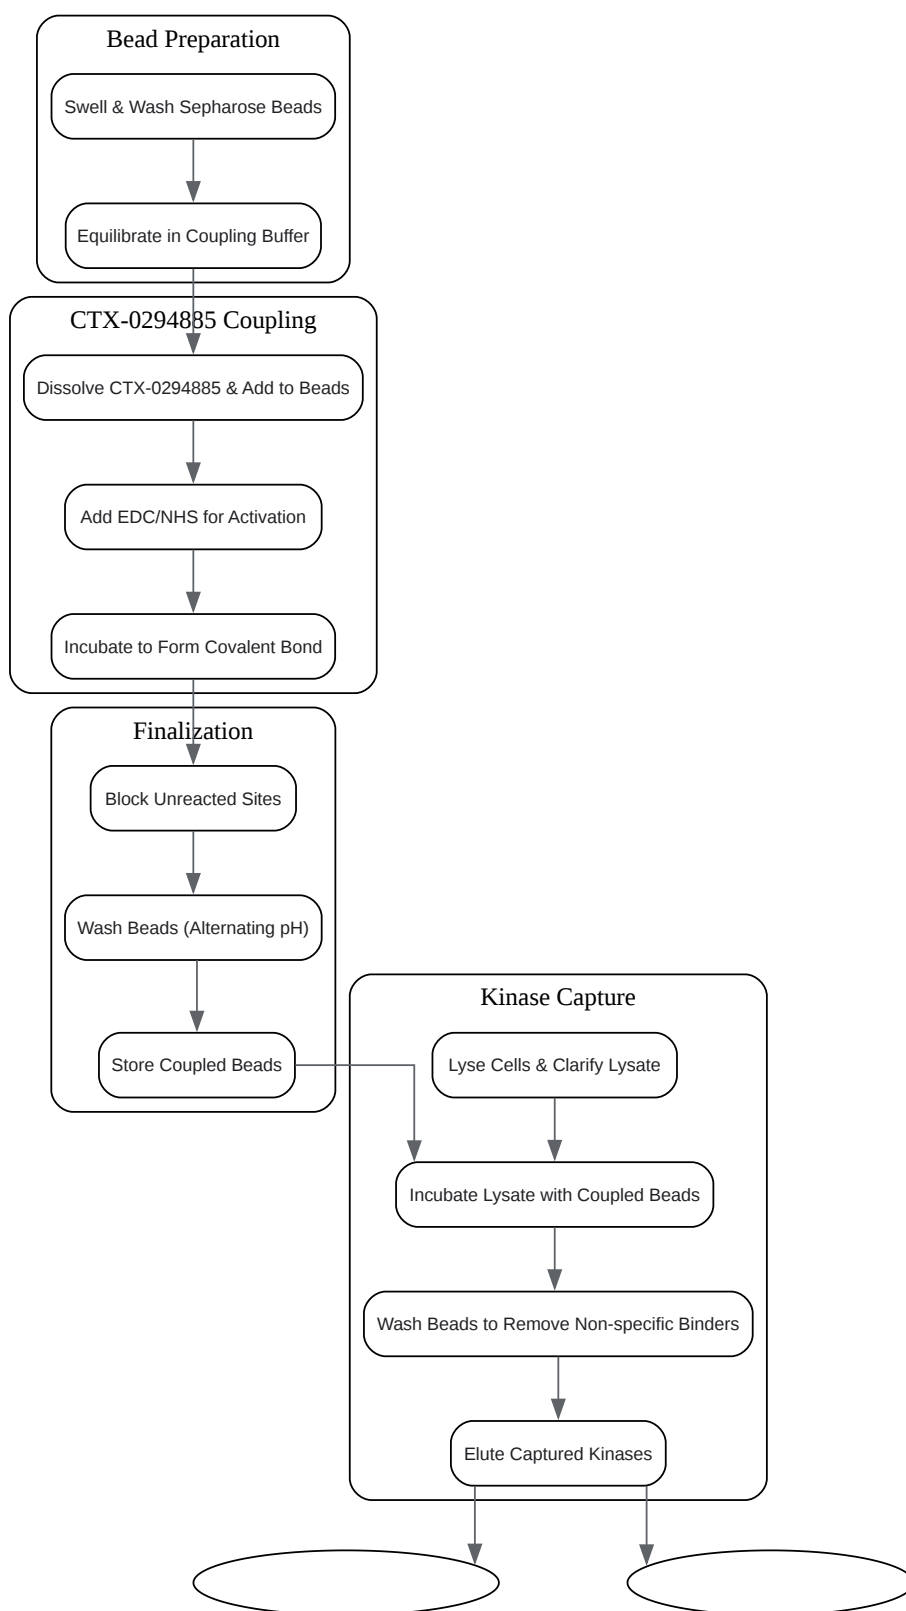 Bead Preparation
Swell & Wash Sepharose Beads
Equilibrate in Coupling Buffer
CTX-0294885 Coupling
Dissolve CTX-0294885 & Add to Beads
Add EDC/NHS for Activation
Incubate to Form Covalent Bond
Finalization
Block Unreacted Sites
Wash Beads (Alternating pH)
Store Coupled Beads
Kinase Capture
Lyse Cells & Clarify Lysate
Incubate Lysate with Coupled Beads
Wash Beads to Remove Non-specific Binders
Elute Captured Kinases